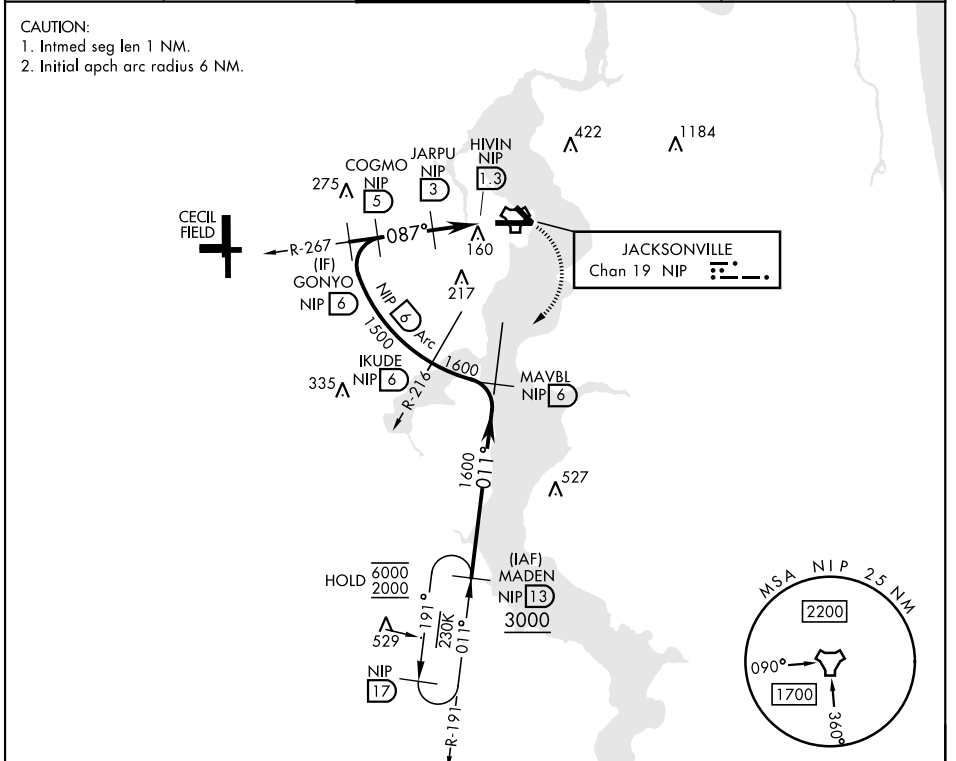 CAUTION:
1. Intmed seg len 1 NM.
2. Initial apch arc radius 6 NM.
422
1184
HIVIN
NIP
1.3
JARPU
NIP
3
COGMO
NIP
5
275
CECIL
FIELD
R-267
087°
160
(IF)
GONYO
NIP 6
JACKSONVILLE
Chan 19 NIP
217
NIP 6 Arc
1500
IKUDE
NIP 6
1600
335
R-216
MAVBL
NIP 6
1600
011°
527
HOLD 6000
2000
(IAF)
MADEN
NIP 13
3000
191°
230K
011°
529
NIP
17
R-191
MSA NIP 25 NM
2200
090°
1700
360°